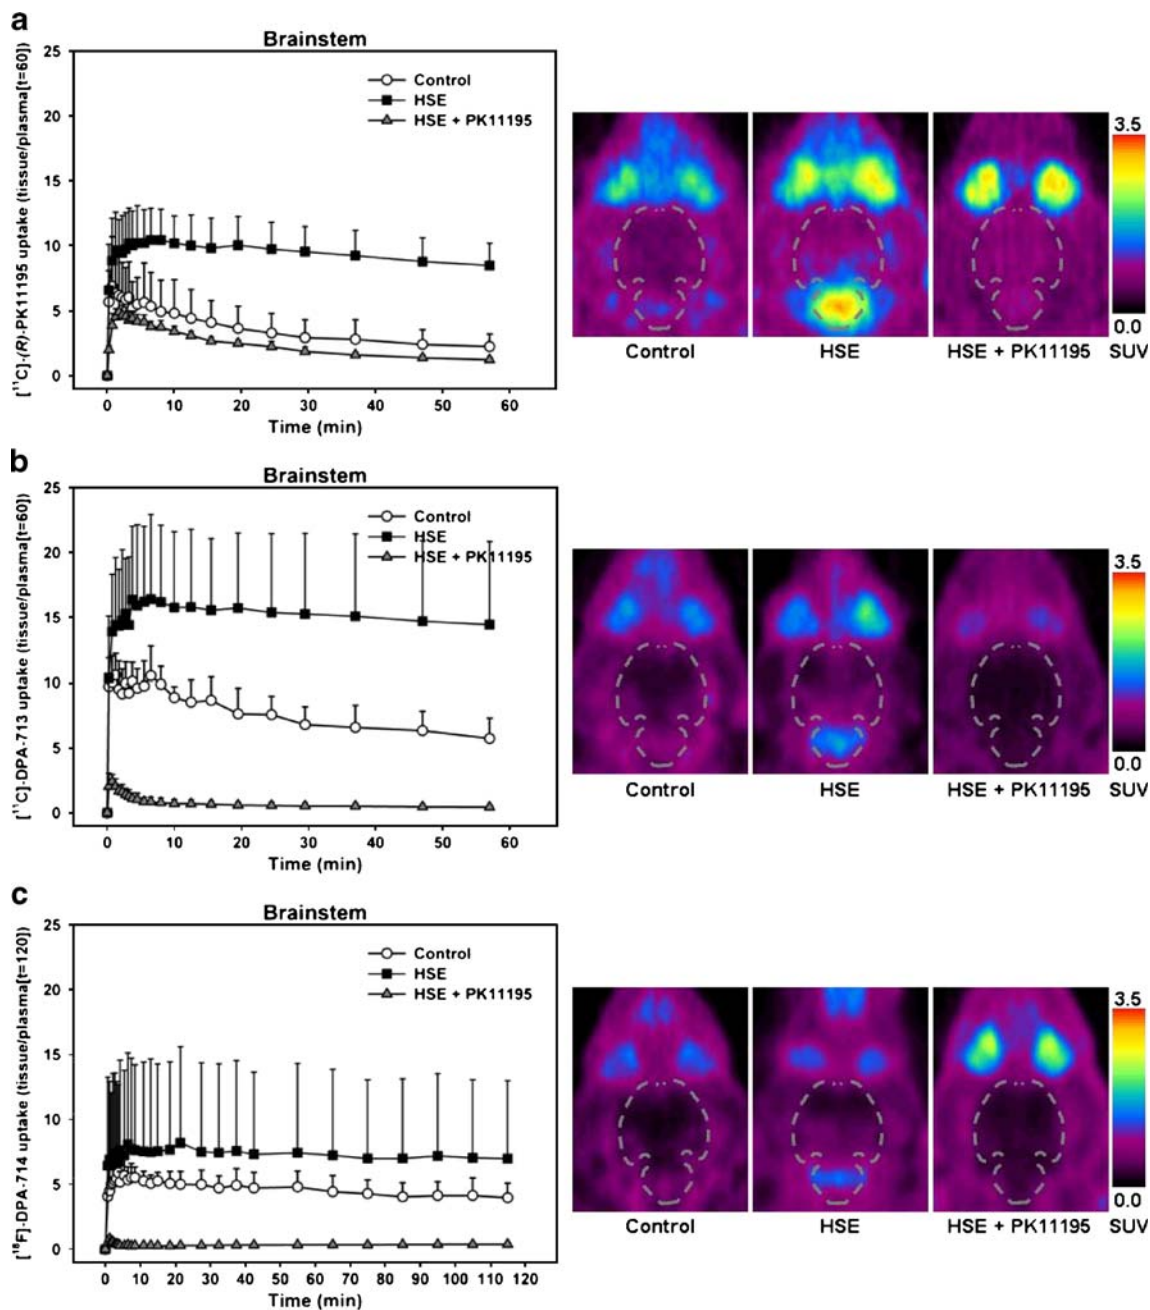 a
Brainstem
[¹¹C]-(R)-PK11195 uptake (tissue/plasma[t=60])
25
20
15
10
5
0
Control
HSE
HSE + PK11195
0 10 20 30 40 50 60
Time (min)
Control HSE HSE + PK11195 SUV
3.5
0.0
b
Brainstem
[¹¹C]-DPA-713 uptake (tissue/plasma[t=60])
25
20
15
10
5
0
Control
HSE
HSE + PK11195
0 10 20 30 40 50 60
Time (min)
Control HSE HSE + PK11195 SUV
3.5
0.0
c
Brainstem
[¹⁸F]-DPA-714 uptake (tissue/plasma[t=120])
25
20
15
10
5
0
Control
HSE
HSE + PK11195
0 10 20 30 40 50 60 70 80 90 100 110 120
Time (min)
Control HSE HSE + PK11195 SUV
3.5
0.0